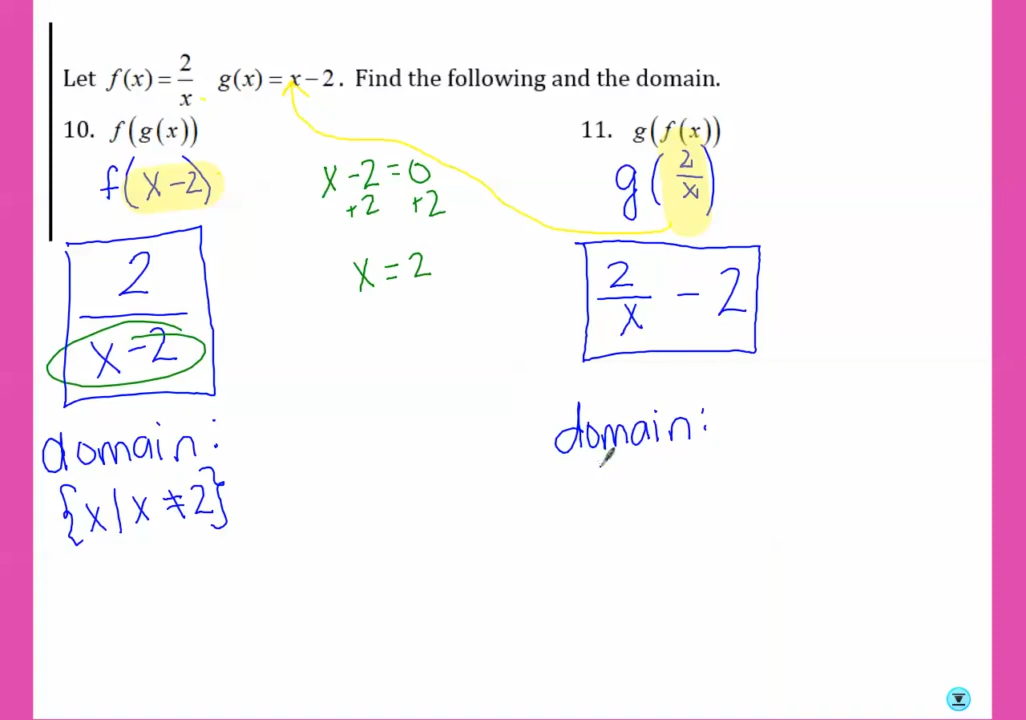 Let f(x) = 2/x g(x) = x − 2. Find the following and the domain.
10. f(g(x))
f(x − 2)
2/(x − 2)
domain:
{x | x ≠ 2}
x − 2 = 0
+2 +2
x = 2
11. g(f(x))
g(2/x)
2/x − 2
domain: